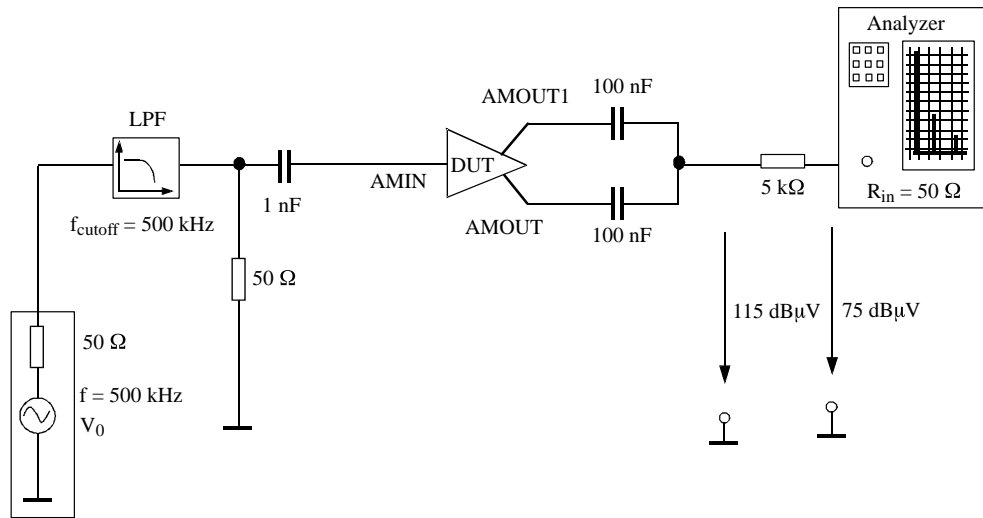 Analyzer
R_in = 50 Ω
LPF
f_cutoff = 500 kHz
1 nF
AMIN
DUT
AMOUT1
AMOUT
100 nF
100 nF
5 kΩ
50 Ω
50 Ω
f = 500 kHz
V_0
115 dBμV
75 dBμV